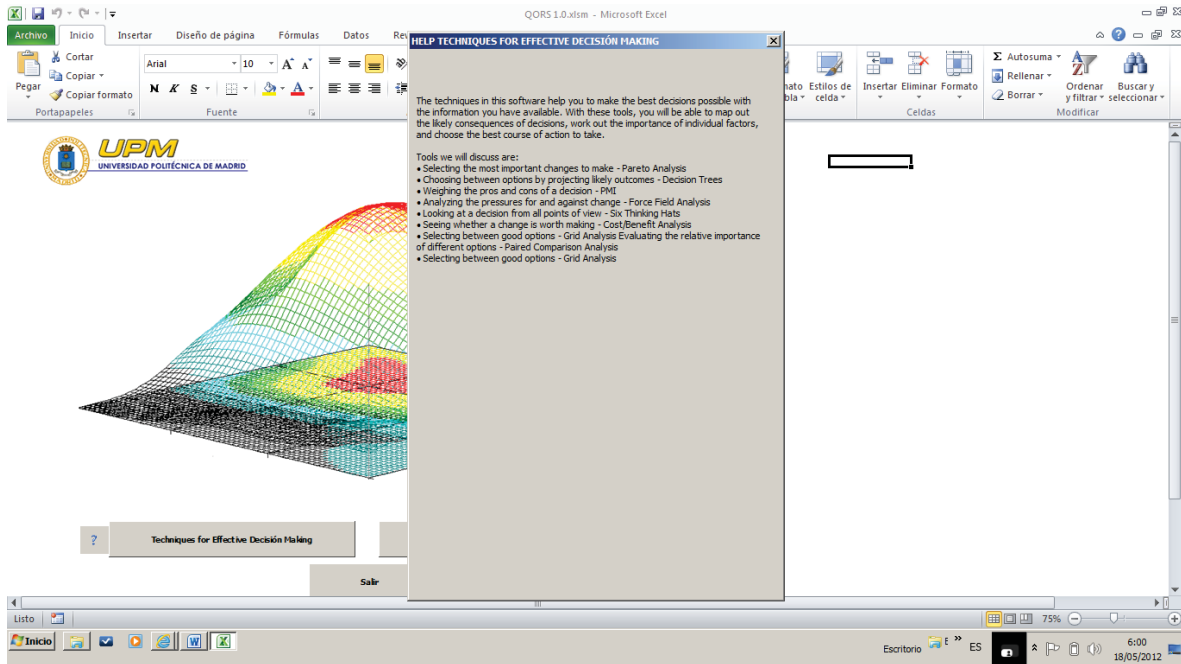 QORS 1.0.xlsm - Microsoft Excel
Archivo Inicio Insertar Diseño de página Fórmulas Datos Rev
Cortar
Copiar
Copiar formato
Pegar
Portapapeles
Arial 10
N K S
Fuente
Estilos de
celda
Insertar Eliminar Formato
Celdas
Σ Autosuma
Rellenar
Borrar
Ordenar
y filtrar
Buscar y
seleccionar
Modificar
UPM
UNIVERSIDAD POLITÉCNICA DE MADRID
HELP TECHNIQUES FOR EFFECTIVE DECISIÓN MAKING
The techniques in this software help you to make the best decisions possible with
the information you have available. With these tools, you will be able to map out
the likely consequences of decisions, work out the importance of individual factors,
and choose the best course of action to take.
Tools we will discuss are:
• Selecting the most important changes to make - Pareto Analysis
• Choosing between options by projecting likely outcomes - Decision Trees
• Weighing the pros and cons of a decision - PMI
• Analyzing the pressures for and against change - Force Field Analysis
• Looking at a decision from all points of view - Six Thinking Hats
• Seeing whether a change is worth making - Cost/Benefit Analysis
• Selecting between good options - Grid Analysis Evaluating the relative importance
of different options - Paired Comparison Analysis
• Selecting between good options - Grid Analysis
? Techniques for Effective Decisión Making
Salir
Listo
75%
Inicio
Escritorio
ES
6:00
18/05/2012